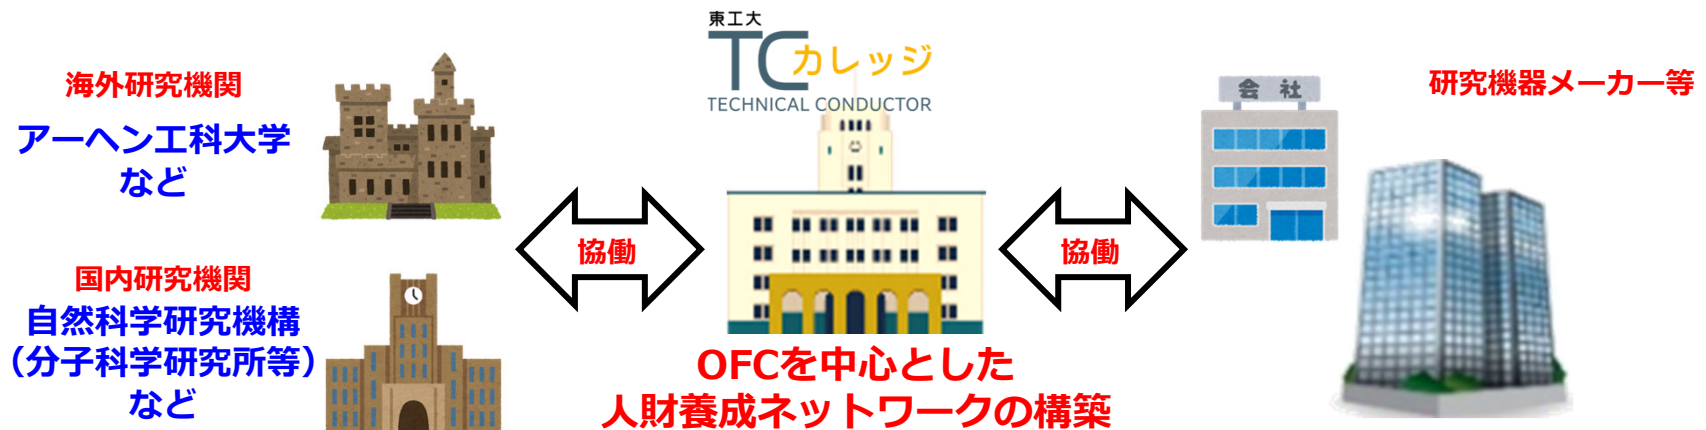 海外研究機関
アーヘン工科大学
など
国内研究機関
自然科学研究機構
（分子科学研究所等）
など
協働
東工大
TCカレッジ
TECHNICAL CONDUCTOR
OFCを中心とした
人財養成ネットワークの構築
協働
会 社
研究機器メーカー等